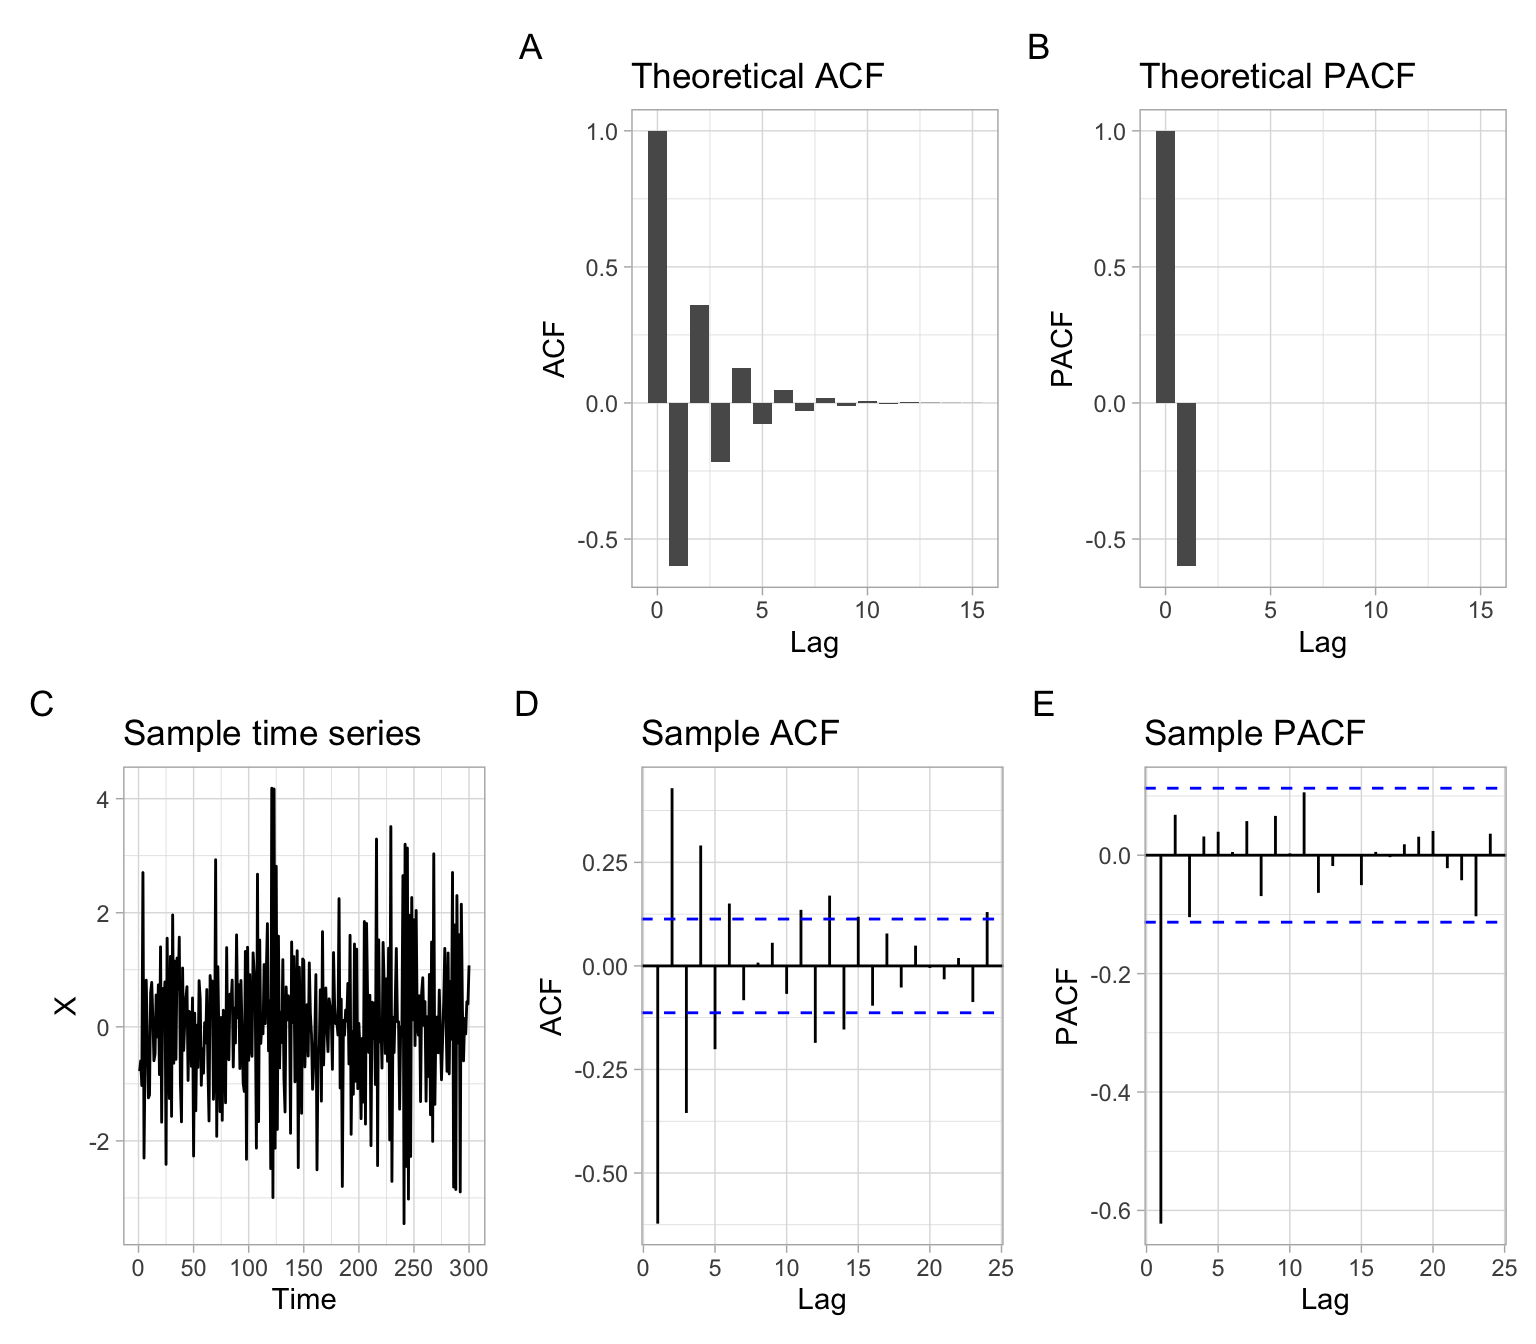 A
Theoretical ACF
1.0
0.5
0.0
-0.5
ACF
0 5 10 15
Lag
B
Theoretical PACF
1.0
0.5
0.0
-0.5
PACF
0 5 10 15
Lag
C
Sample time series
4
2
0
-2
X
0 50 100 150 200 250 300
Time
D
Sample ACF
0.25
0.00
-0.25
-0.50
ACF
0 5 10 15 20 25
Lag
E
Sample PACF
0.0
-0.2
-0.4
-0.6
PACF
0 5 10 15 20 25
Lag